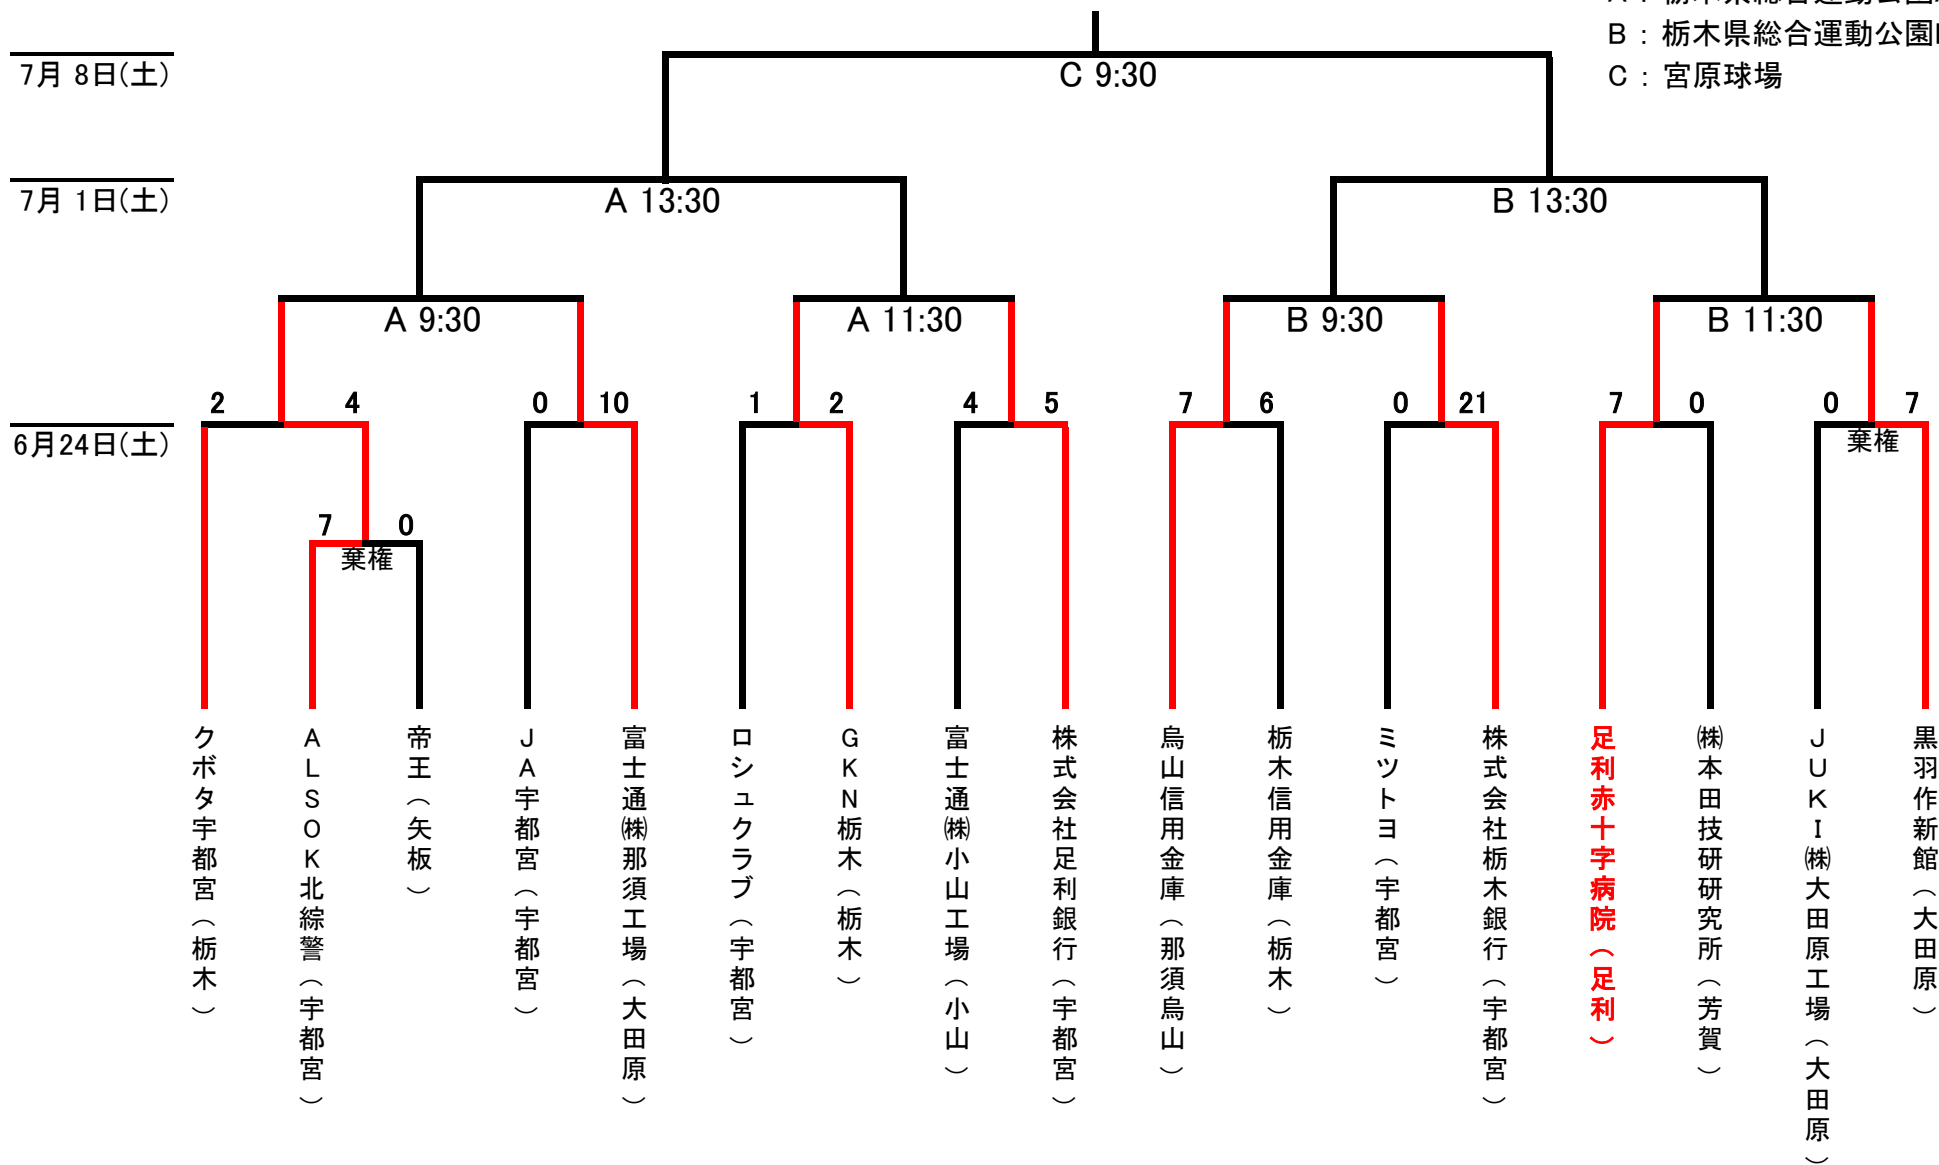 A : 栃木県総合運動公園
B : 栃木県総合運動公園
C : 宮原球場
7月 8日(土)
C 9:30
7月 1日(土)
A 13:30
B 13:30
A 9:30
A 11:30
B 9:30
B 11:30
2 4 0 10 1 2 4 5 7 6 0 21 7 0 0 7
6月24日(土)
棄権
7 0
棄権
クボタ宇都宮(栃木)
ALSOK北綜警(宇都宮)
帝王(矢板)
JA宇都宮(宇都宮)
富士通㈱那須工場(大田原)
ロシュクラブ(宇都宮)
GKN栃木(栃木)
富士通㈱小山工場(小山)
株式会社足利銀行(宇都宮)
烏山信用金庫(那須烏山)
栃木信用金庫(栃木)
ミツトヨ(宇都宮)
株式会社栃木銀行(宇都宮)
足利赤十字病院(足利)
㈱本田技研研究所(芳賀)
JUKI㈱大田原工場(大田原)
黒羽作新館(大田原)